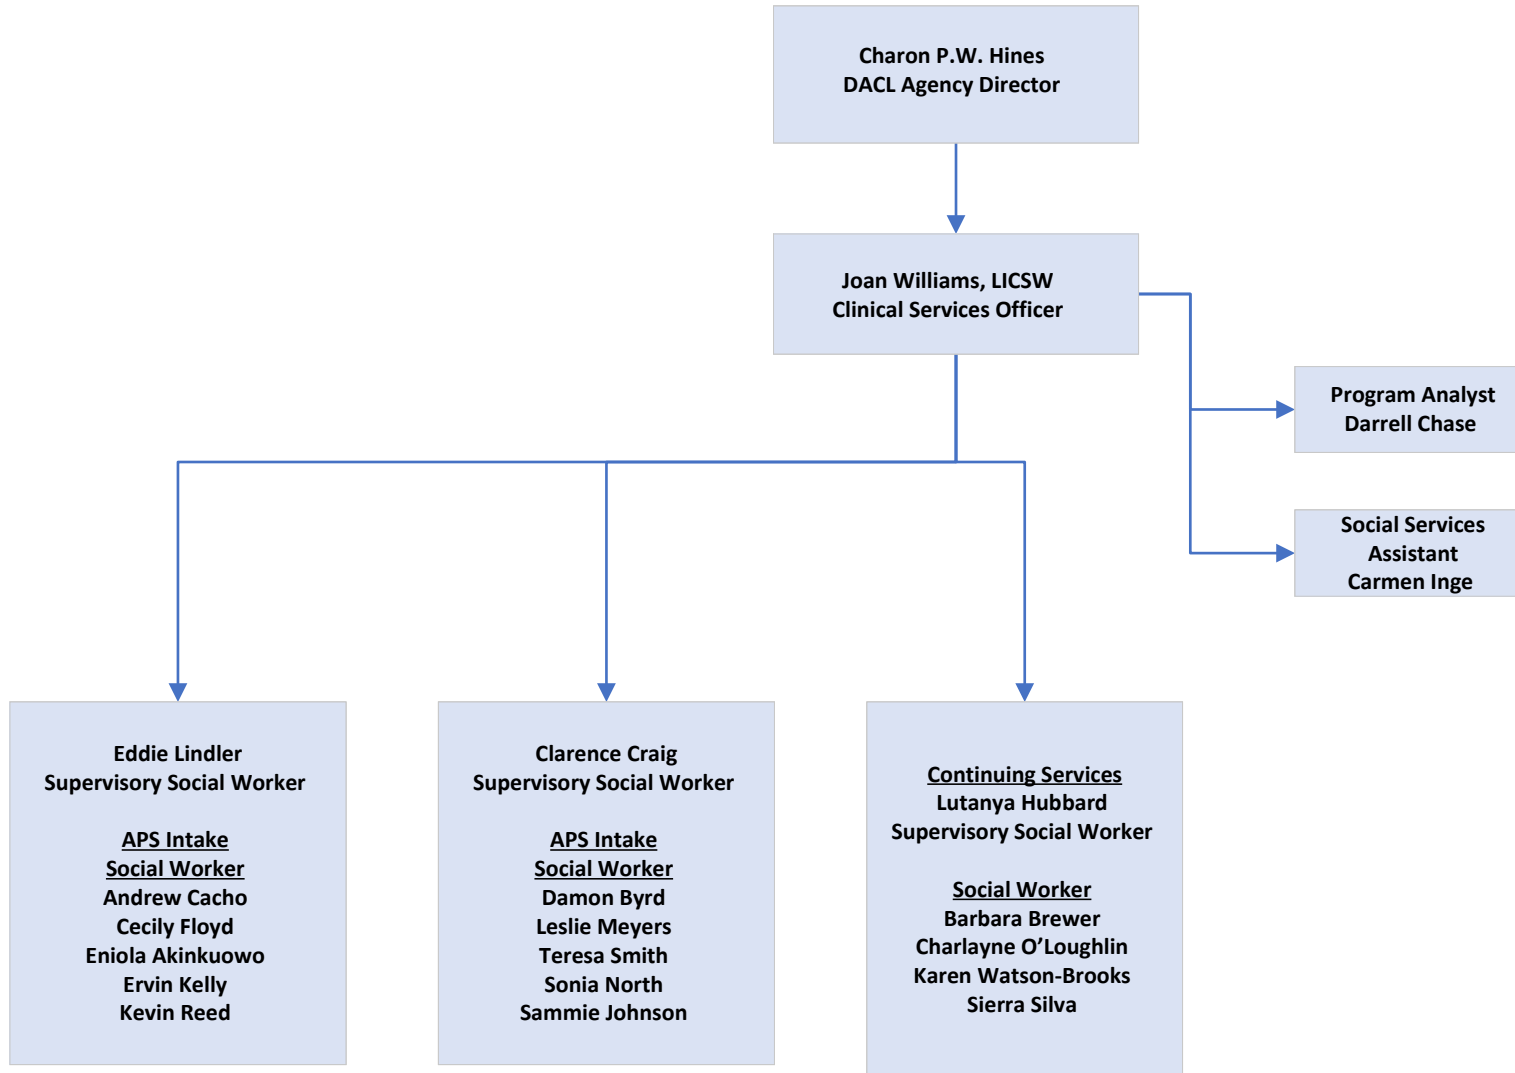 Charon P.W. Hines
DACL Agency Director
Joan Williams, LICSW
Clinical Services Officer
Program Analyst
Darrell Chase
Social Services
Assistant
Carmen Inge
Eddie Lindler
Supervisory Social Worker
APS Intake
Social Worker
Andrew Cacho
Cecily Floyd
Eniola Akinkuowo
Ervin Kelly
Kevin Reed
Clarence Craig
Supervisory Social Worker
APS Intake
Social Worker
Damon Byrd
Leslie Meyers
Teresa Smith
Sonia North
Sammie Johnson
Continuing Services
Lutanya Hubbard
Supervisory Social Worker
Social Worker
Barbara Brewer
Charlayne O’Loughlin
Karen Watson-Brooks
Sierra Silva